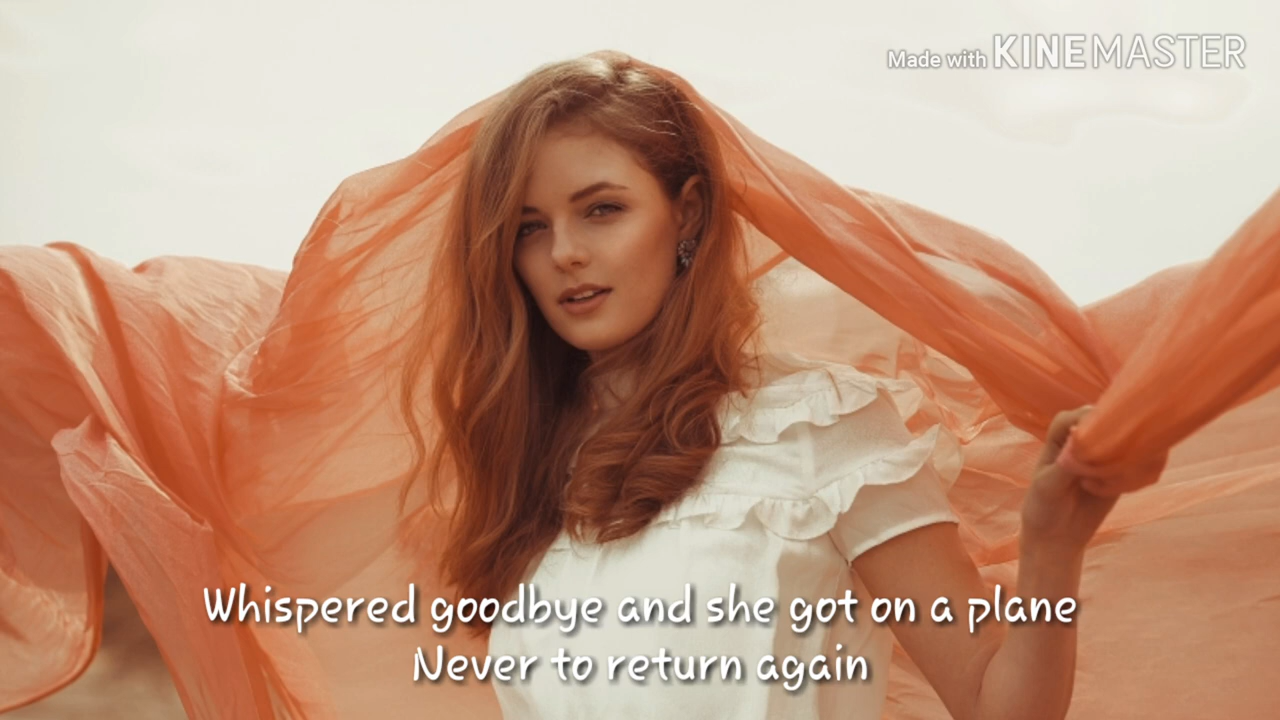 Made with KINEMASTER
Whispered goodbye and she got on a plane
Never to return again